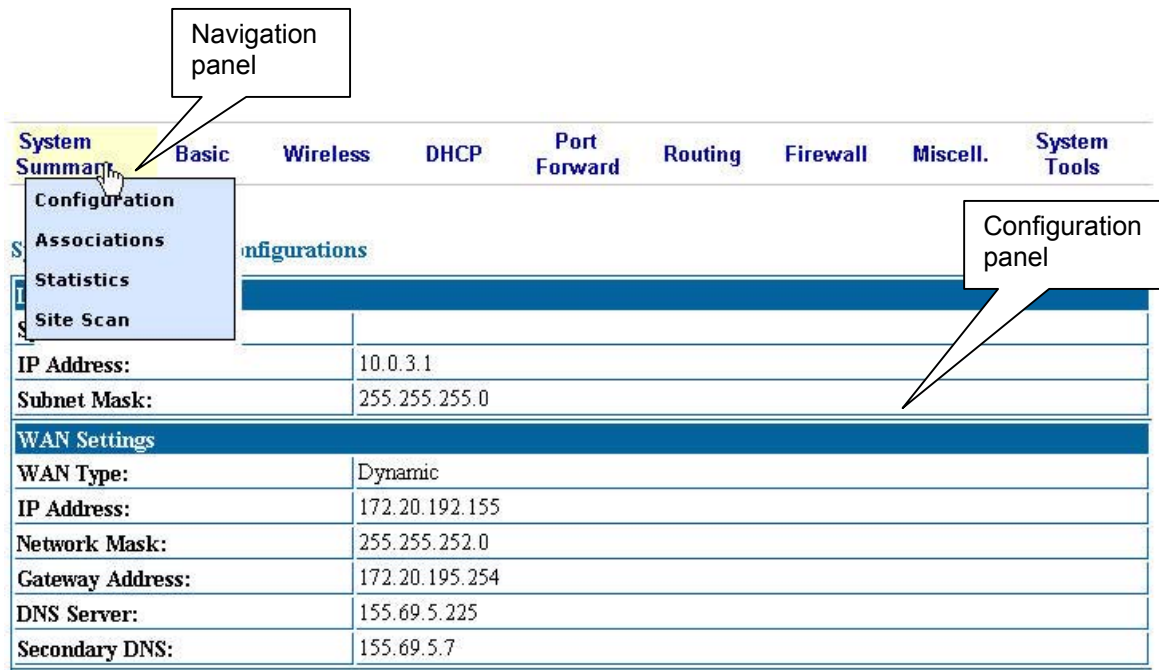 Navigation
panel
System Summary Basic Wireless DHCP Port Forward Routing Firewall Miscell. System Tools
Configuration
Associations
Statistics
Site Scan
Configuration
panel
nfigurations
IP Address: 10.0.3.1
Subnet Mask: 255.255.255.0
WAN Settings
WAN Type: Dynamic
IP Address: 172.20.192.155
Network Mask: 255.255.252.0
Gateway Address: 172.20.195.254
DNS Server: 155.69.5.225
Secondary DNS: 155.69.5.7